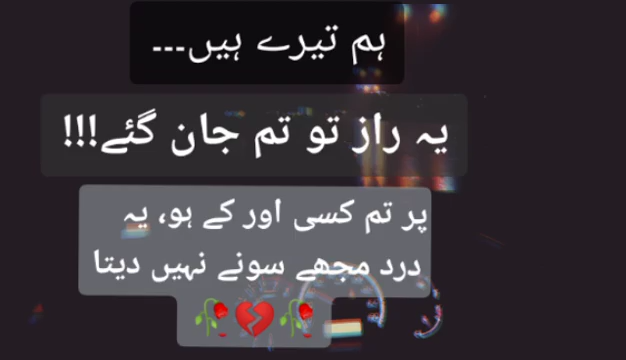 ہم تیرے ہیں---
یہ راز تو تم جان گئے!!!
پر تم کسی اور کے ہو، یہ
درد مجھے سونے نہیں دیتا
🥀💔🥀